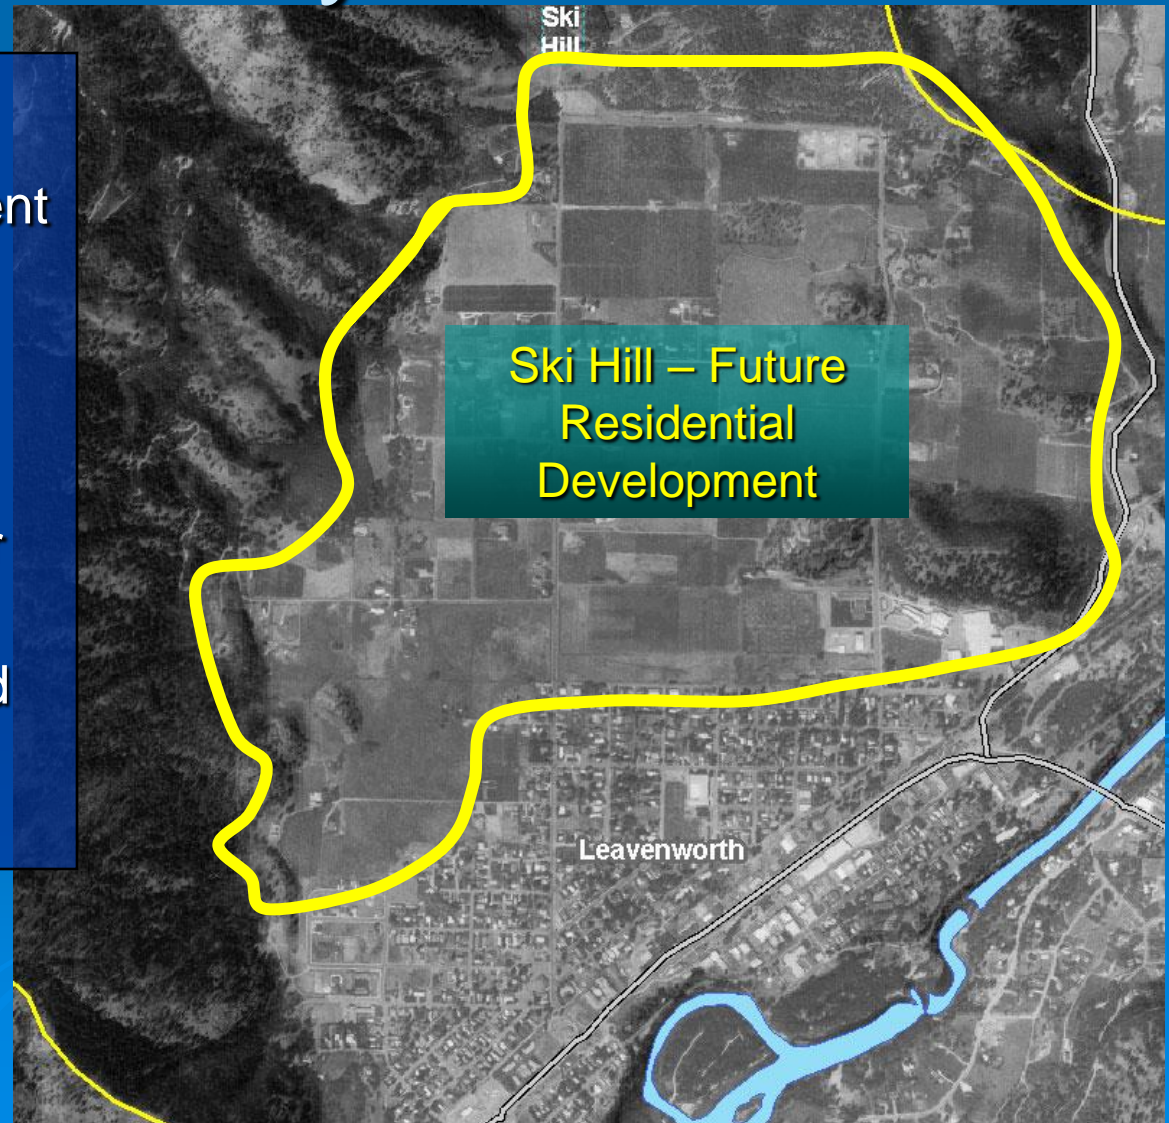 Ski
Hill
Ski Hill – Future
Residential
Development
Leavenworth